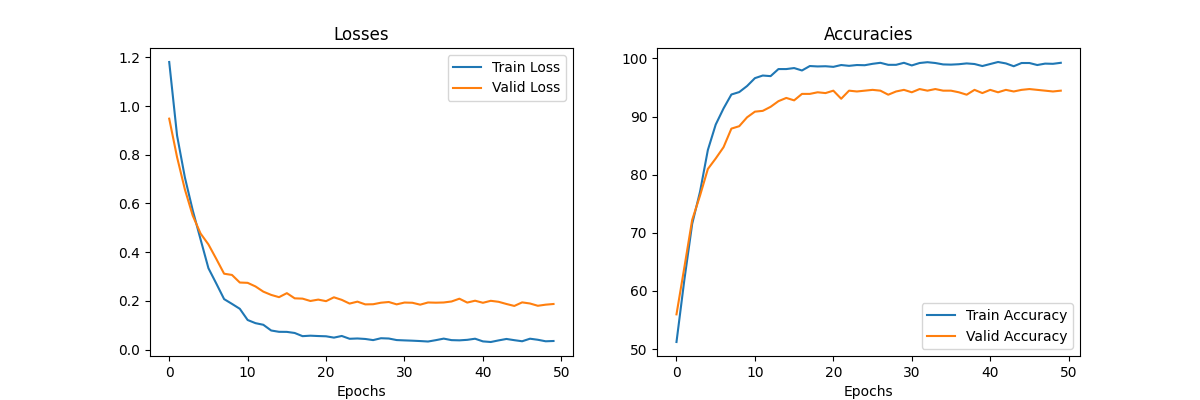 Losses
1.2
1.0
0.8
0.6
0.4
0.2
0.0
0 10 20 30 40 50
Epochs
Train Loss
Valid Loss
Accuracies
100
90
80
70
60
50
0 10 20 30 40 50
Epochs
Train Accuracy
Valid Accuracy